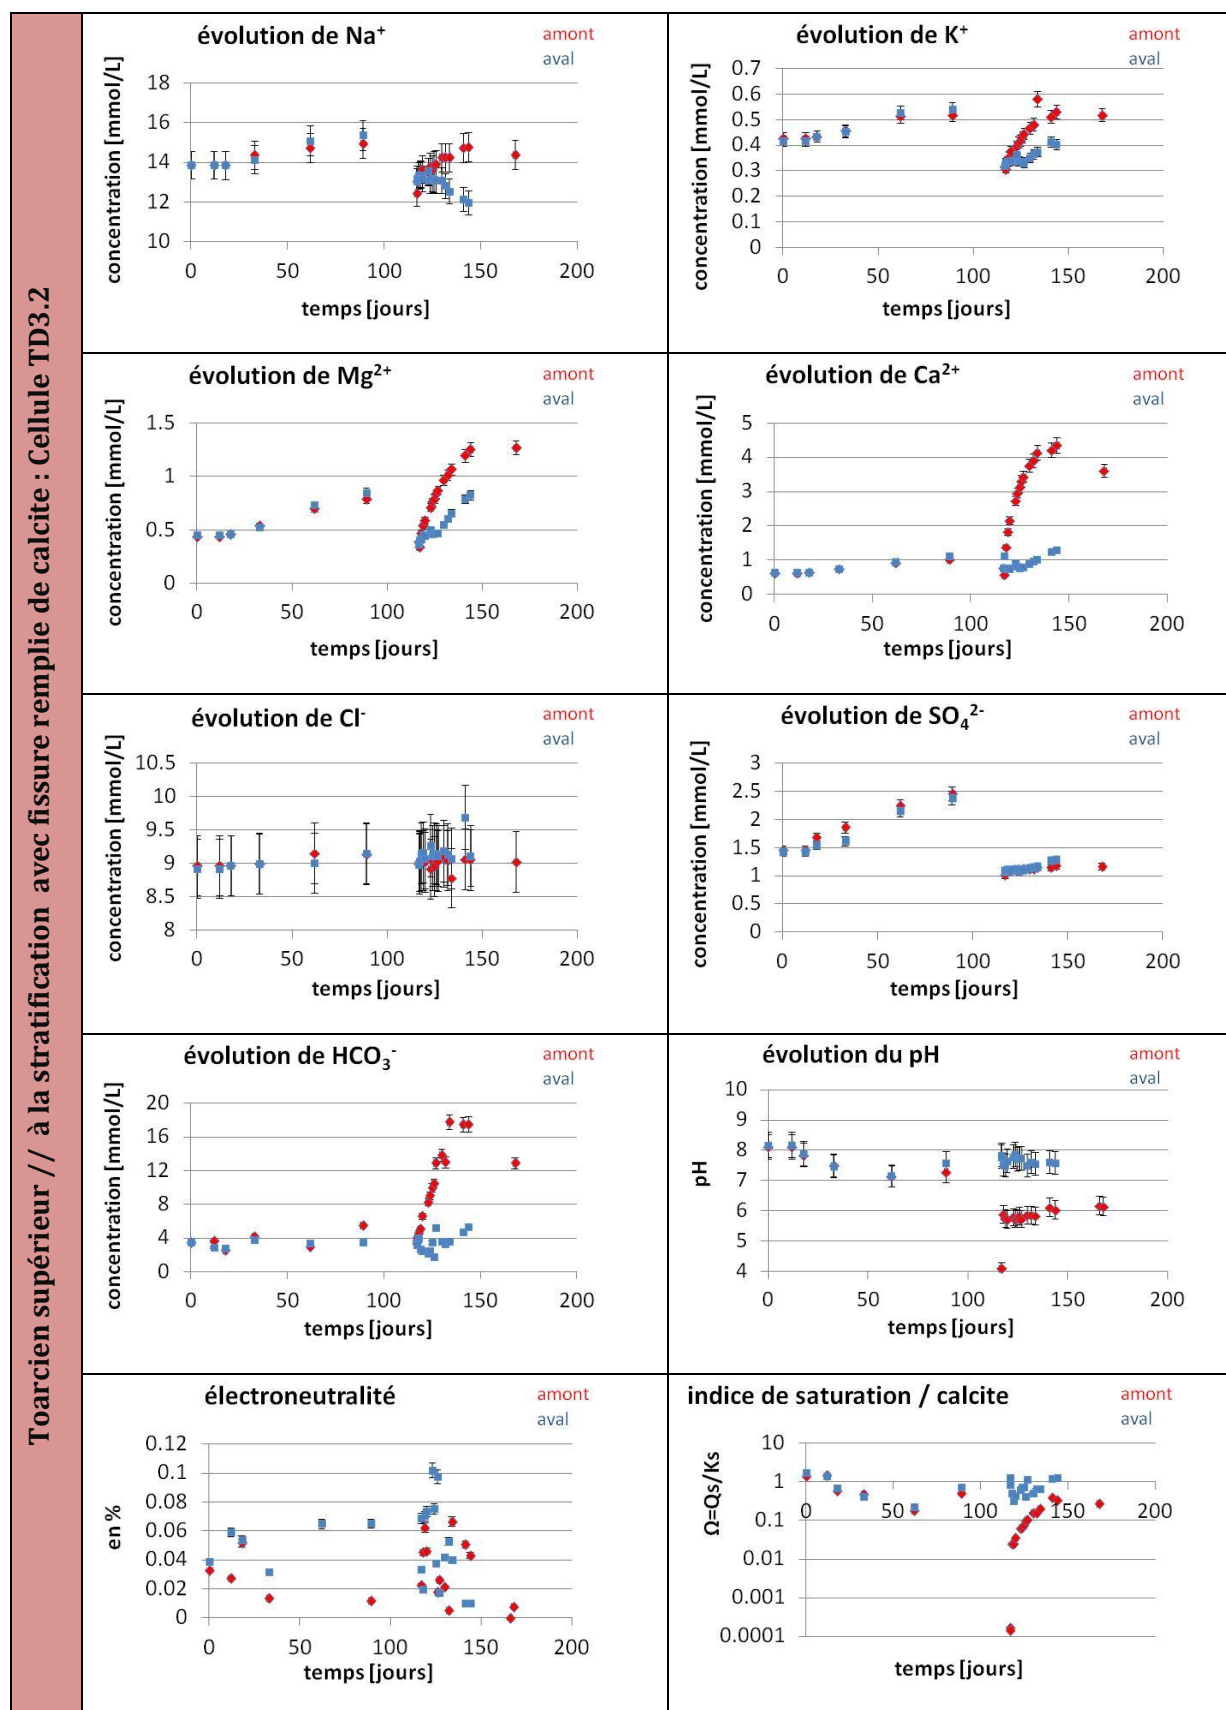 Toarcien supérieur // à la stratification avec fissure remplie de calcite : Cellule TD3.2
évolution de Na⁺
amont
aval
concentration [mmol/L]
18
16
14
12
10
0 50 100 150 200
temps [jours]
évolution de K⁺
amont
aval
concentration [mmol/L]
0.7
0.6
0.5
0.4
0.3
0.2
0.1
0
0 50 100 150 200
temps [jours]
évolution de Mg²⁺
amont
aval
concentration [mmol/L]
1.5
1
0.5
0
0 50 100 150 200
temps [jours]
évolution de Ca²⁺
amont
aval
concentration [mmol/L]
5
4
3
2
1
0
0 50 100 150 200
temps [jours]
évolution de Cl⁻
amont
aval
concentration [mmol/L]
10.5
10
9.5
9
8.5
8
0 50 100 150 200
temps [jours]
évolution de SO₄²⁻
amont
aval
concentration [mmol/L]
3
2.5
2
1.5
1
0.5
0
0 50 100 150 200
temps [jours]
évolution de HCO₃⁻
amont
aval
concentration [mmol/L]
20
16
12
8
4
0
0 50 100 150 200
temps [jours]
évolution du pH
amont
aval
pH
10
9
8
7
6
5
4
0 50 100 150 200
temps [jours]
électroneutralité
amont
aval
en %
0.12
0.1
0.08
0.06
0.04
0.02
0
0 50 100 150 200
temps [jours]
indice de saturation / calcite
amont
aval
Ω=Qs/Ks
10
1
0.1
0.01
0.001
0.0001
0 50 100 150 200
temps [jours]